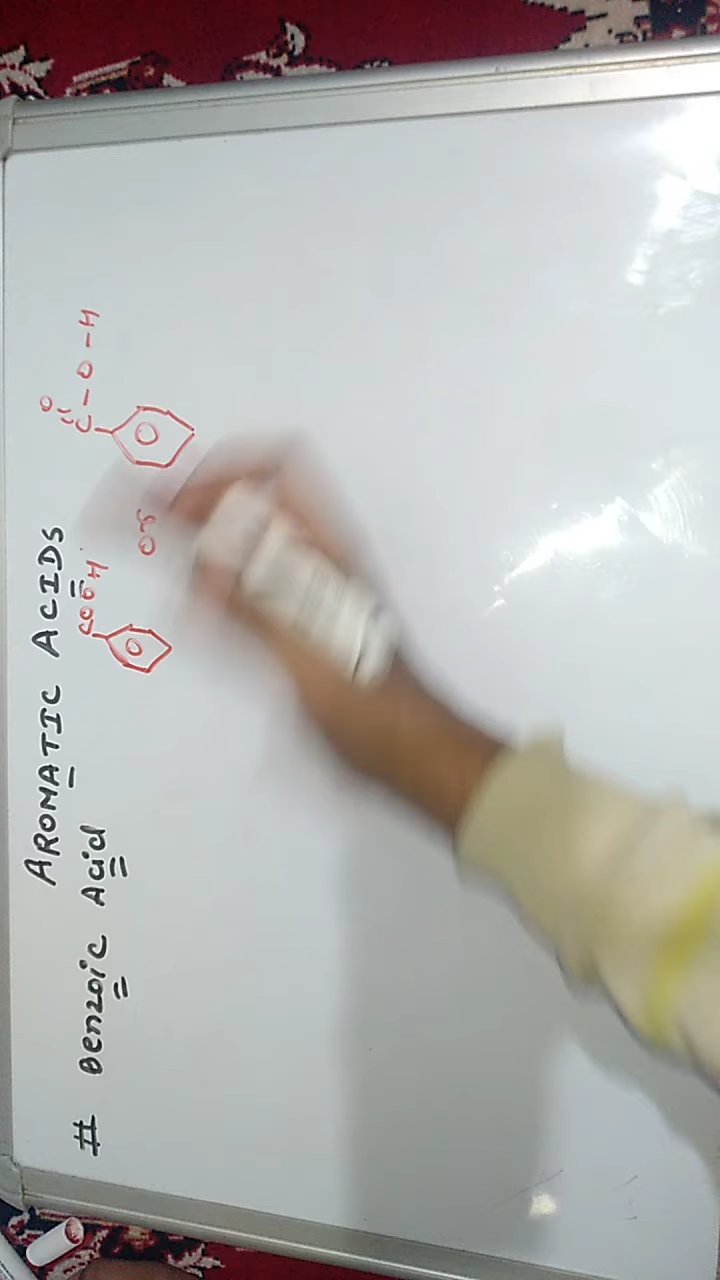 AROMATIC ACIDS
# Benzoic Acid
COOH
or
O
C - O - H